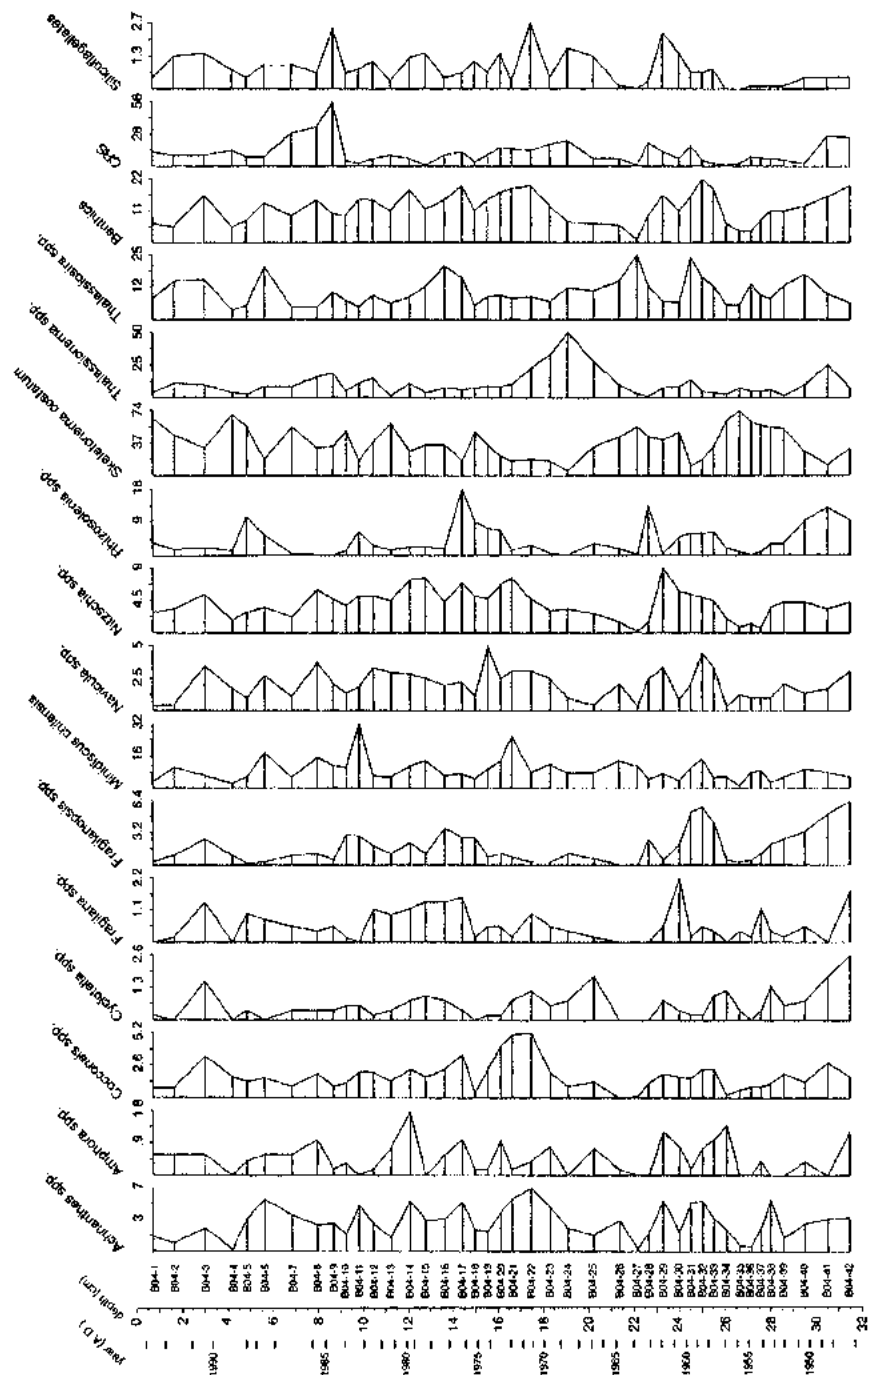 Silicoflagellates
2.7
1.3
CRS
56
28
Benthics
22
11
Thalassiosira spp.
25
12
Thalassionema spp.
50
25
Skeletonema costatum
74
37
Rhizosolenia spp.
18
9
Nitzschia spp.
9
4.5
Navicula spp.
5
2.5
Minidiscus chilensis
32
16
Fragilariopsis spp.
6.4
3.2
Fragilaria spp.
2.2
1.1
Cyclotella spp.
2.6
1.3
Cocconeis spp.
5.2
2.6
Amphora spp.
.9
Achnanthes spp.
7
3
B04-1
B04-2
B04-3
B04-4
B04-5
B04-6
B04-7
B04-8
B04-9
B04-10
B04-11
B04-12
B04-13
B04-14
B04-15
B04-16
B04-17
B04-18
B04-19
B04-20
B04-21
B04-22
B04-23
B04-24
B04-25
B04-26
B04-27
B04-28
B04-29
B04-30
B04-31
B04-32
B04-33
B04-34
B04-35
B04-36
B04-37
B04-38
B04-39
B04-40
B04-41
B04-42
depth (cm)
0 2 4 6 8 10 12 14 16 18 20 22 24 26 28 30 32
year (A.D.)
1990 1985 1980 1975 1970 1965 1960 1955 1950